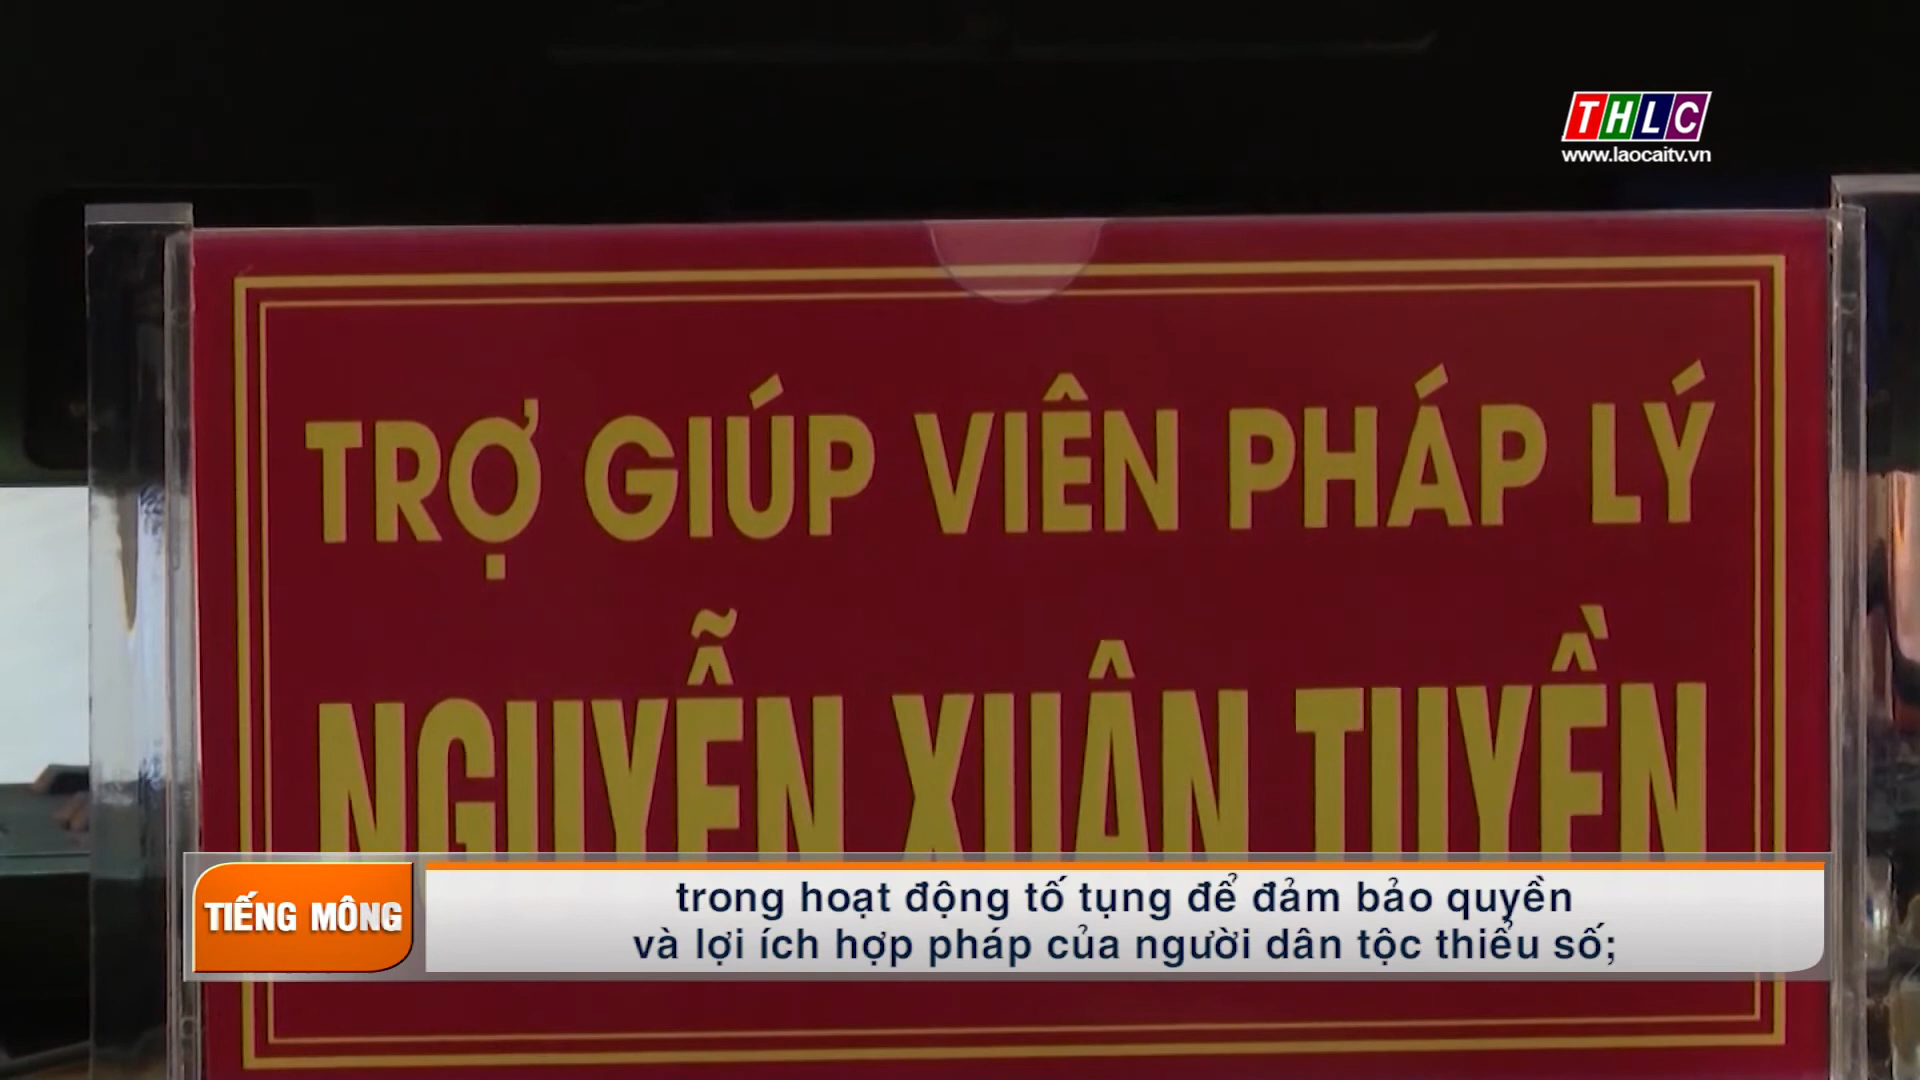 THLC
www.laocaitv.vn
TRỢ GIÚP VIÊN PHÁP LÝ
NGUYỄN XUÂN TUYỀN
TIẾNG MÔNG
trong hoạt động tố tụng để đảm bảo quyền
và lợi ích hợp pháp của người dân tộc thiểu số;